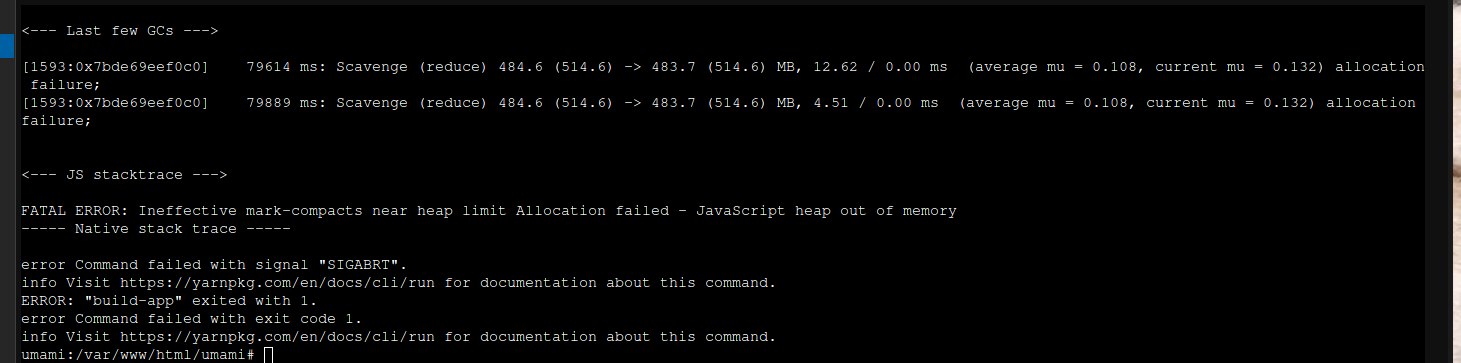 <--- Last few GCs --->
[1593:0x7bde69eef0c0]    79614 ms: Scavenge (reduce) 484.6 (514.6) -> 483.7 (514.6) MB, 12.62 / 0.00 ms  (average mu = 0.108, current mu = 0.132) allocation
 failure;
[1593:0x7bde69eef0c0]    79889 ms: Scavenge (reduce) 484.6 (514.6) -> 483.7 (514.6) MB, 4.51 / 0.00 ms  (average mu = 0.108, current mu = 0.132) allocation
failure;
<--- JS stacktrace --->
FATAL ERROR: Ineffective mark-compacts near heap limit Allocation failed - JavaScript heap out of memory
----- Native stack trace -----
error Command failed with signal "SIGABRT".
info Visit https://yarnpkg.com/en/docs/cli/run for documentation about this command.
ERROR: "build-app" exited with 1.
error Command failed with exit code 1.
info Visit https://yarnpkg.com/en/docs/cli/run for documentation about this command.
umami:/var/www/html/umami#